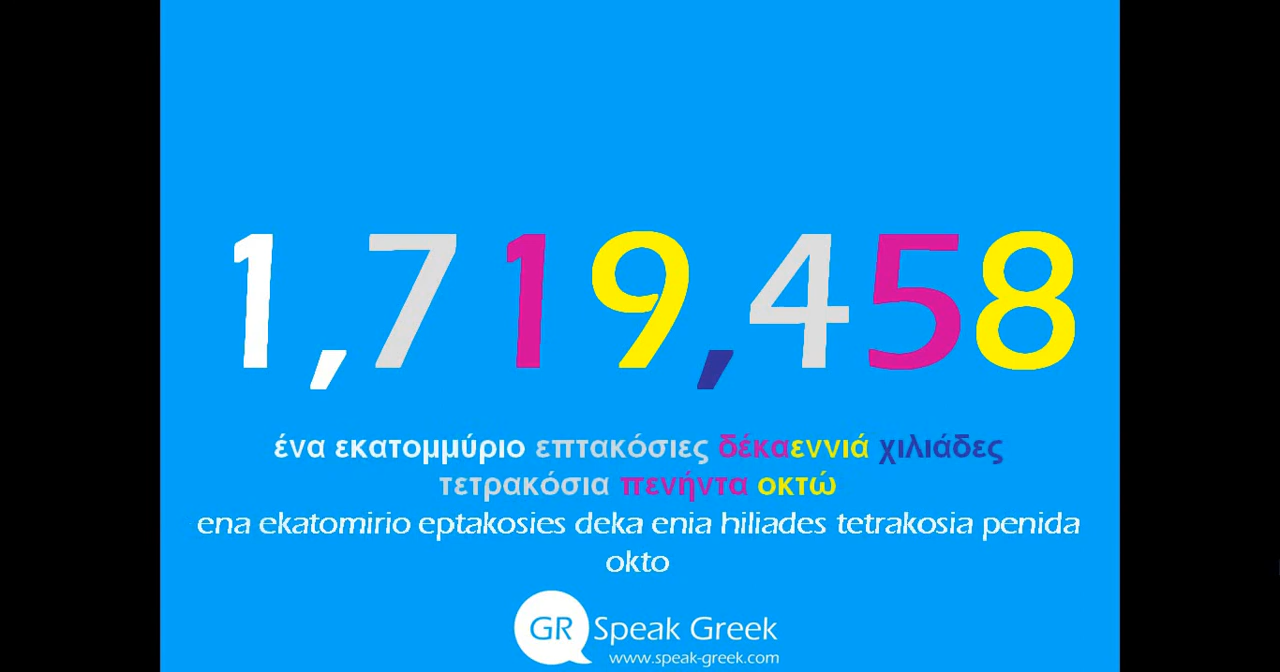 1,719,458
ένα εκατομμύριο επτακόσιες δέκαεννιά χιλιάδες
τετρακόσια πενήντα οκτώ
ena ekatomirio eptakosies deka enia hiliades tetrakosia penida
okto
GR Speak Greek
www.speak-greek.com